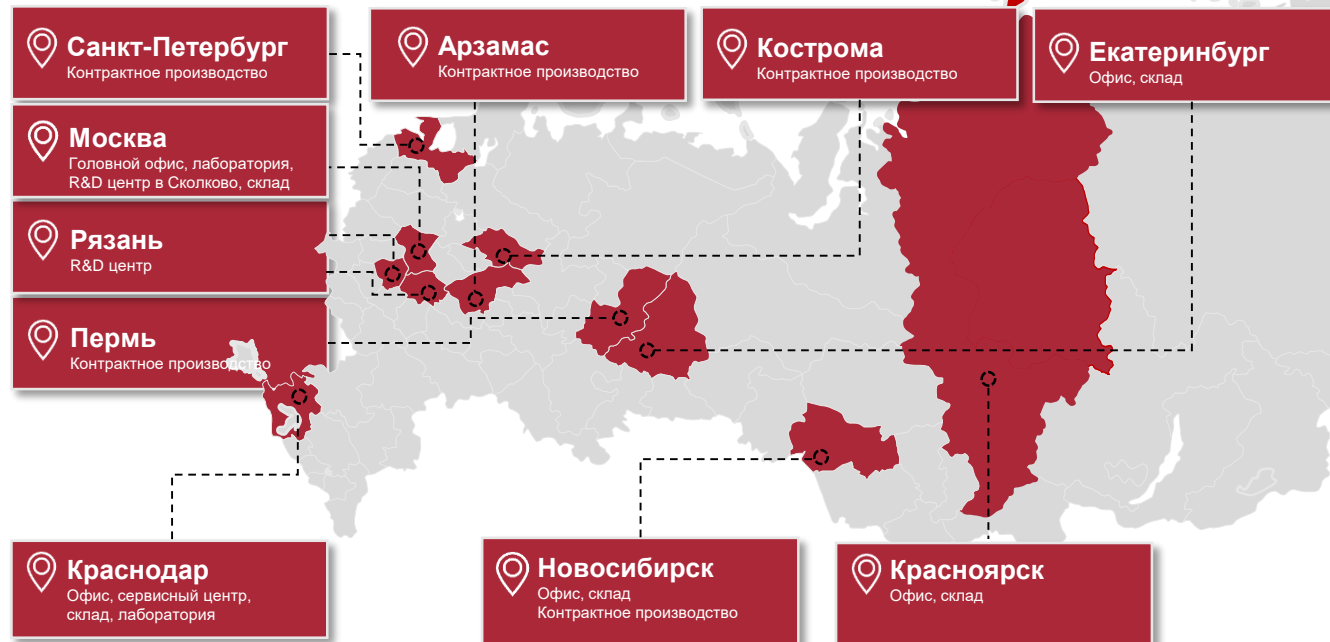 Санкт-Петербург
Контрактное производство
Арзамас
Контрактное производство
Кострома
Контрактное производство
Екатеринбург
Офис, склад
Москва
Головной офис, лаборатория,
R&D центр в Сколково, склад
Рязань
R&D центр
Пермь
Контрактное производство
Краснодар
Офис, сервисный центр,
склад, лаборатория
Новосибирск
Офис, склад
Контрактное производство
Красноярск
Офис, склад